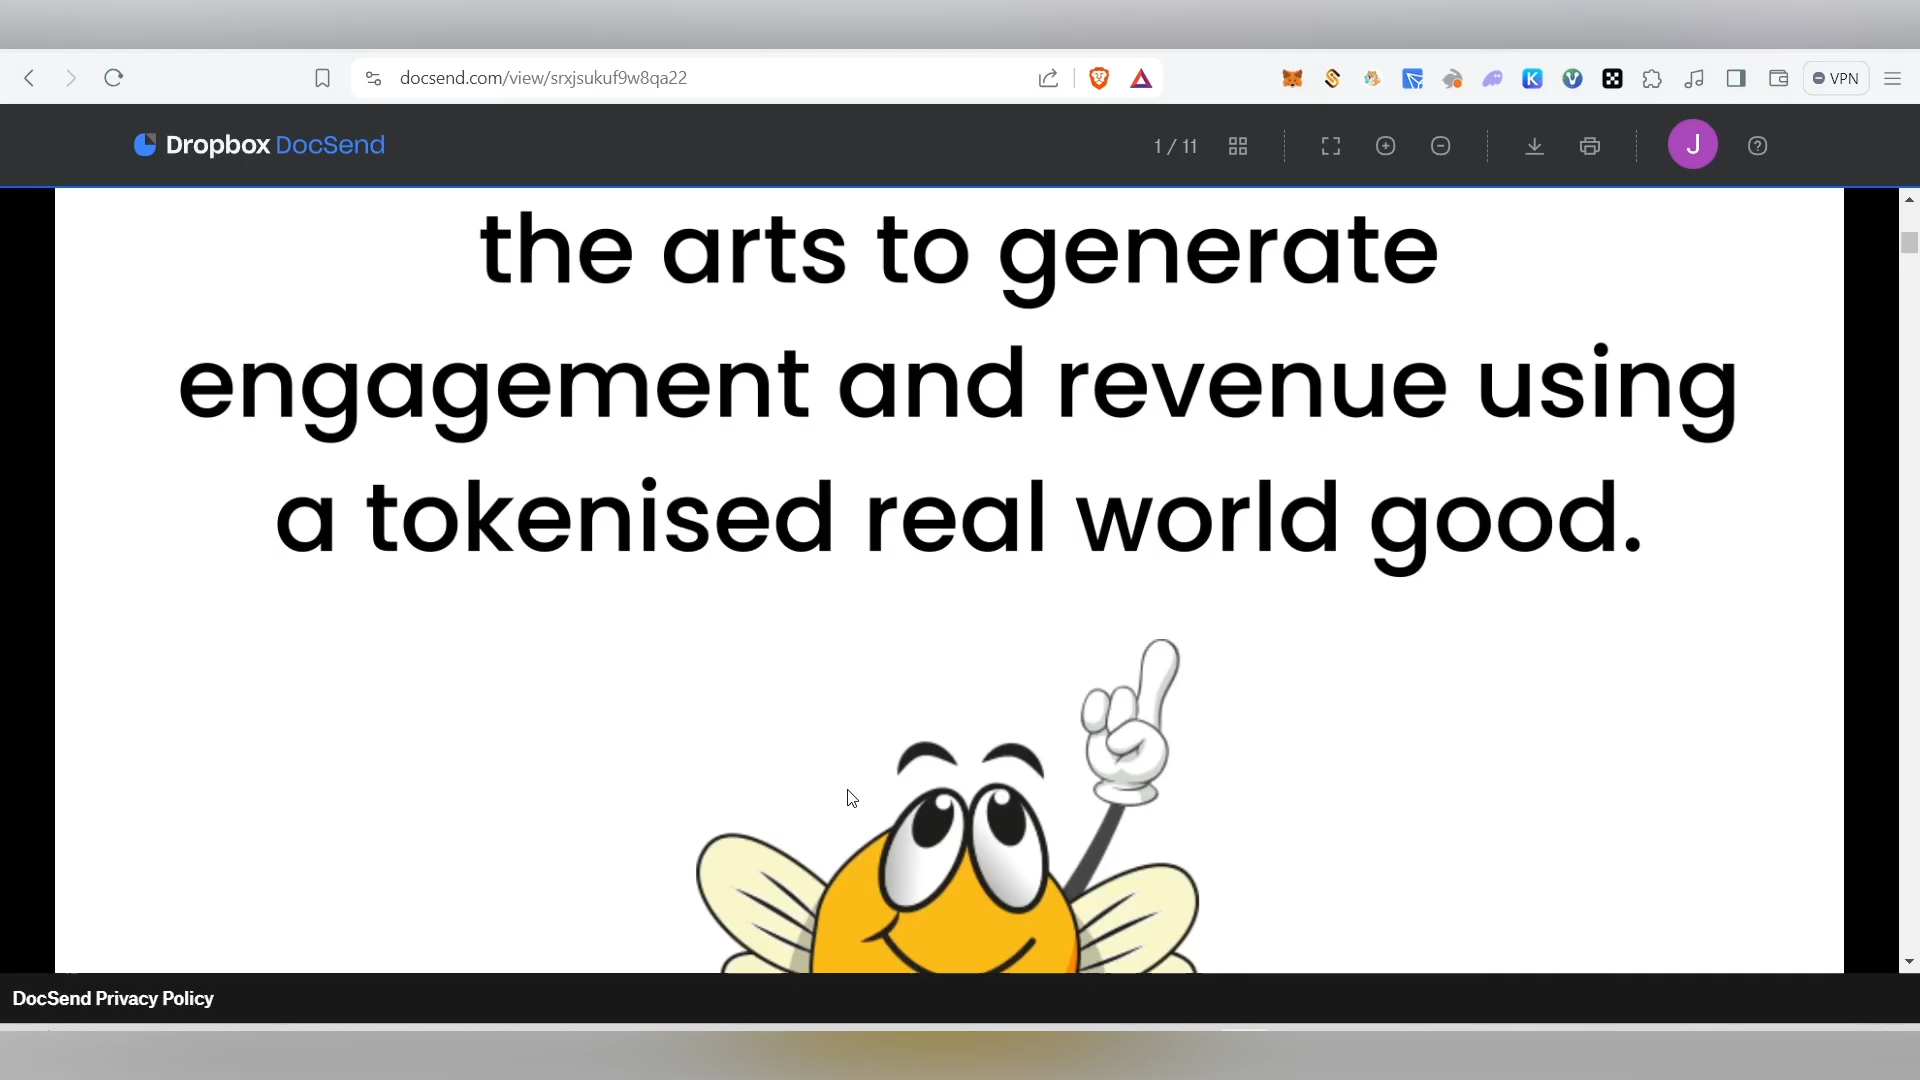 docsend.com/view/srxjsukuf9w8qa22
VPN
Dropbox DocSend
1 / 11
J
the arts to generate
engagement and revenue using
a tokenised real world good.
DocSend Privacy Policy